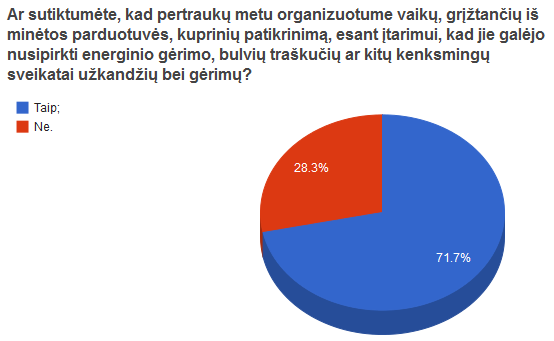 Ar sutiktumėte, kad pertraukų metu organizuotume vaikų, grįžtančių iš
minėtos parduotuvės, kuprinių patikrinimą, esant įtarimui, kad jie galėjo
nusipirkti energinio gėrimo, bulvių traškučių ar kitų kenksmingų
sveikatai užkandžių bei gėrimų?
Taip;
Ne.
28.3%
71.7%